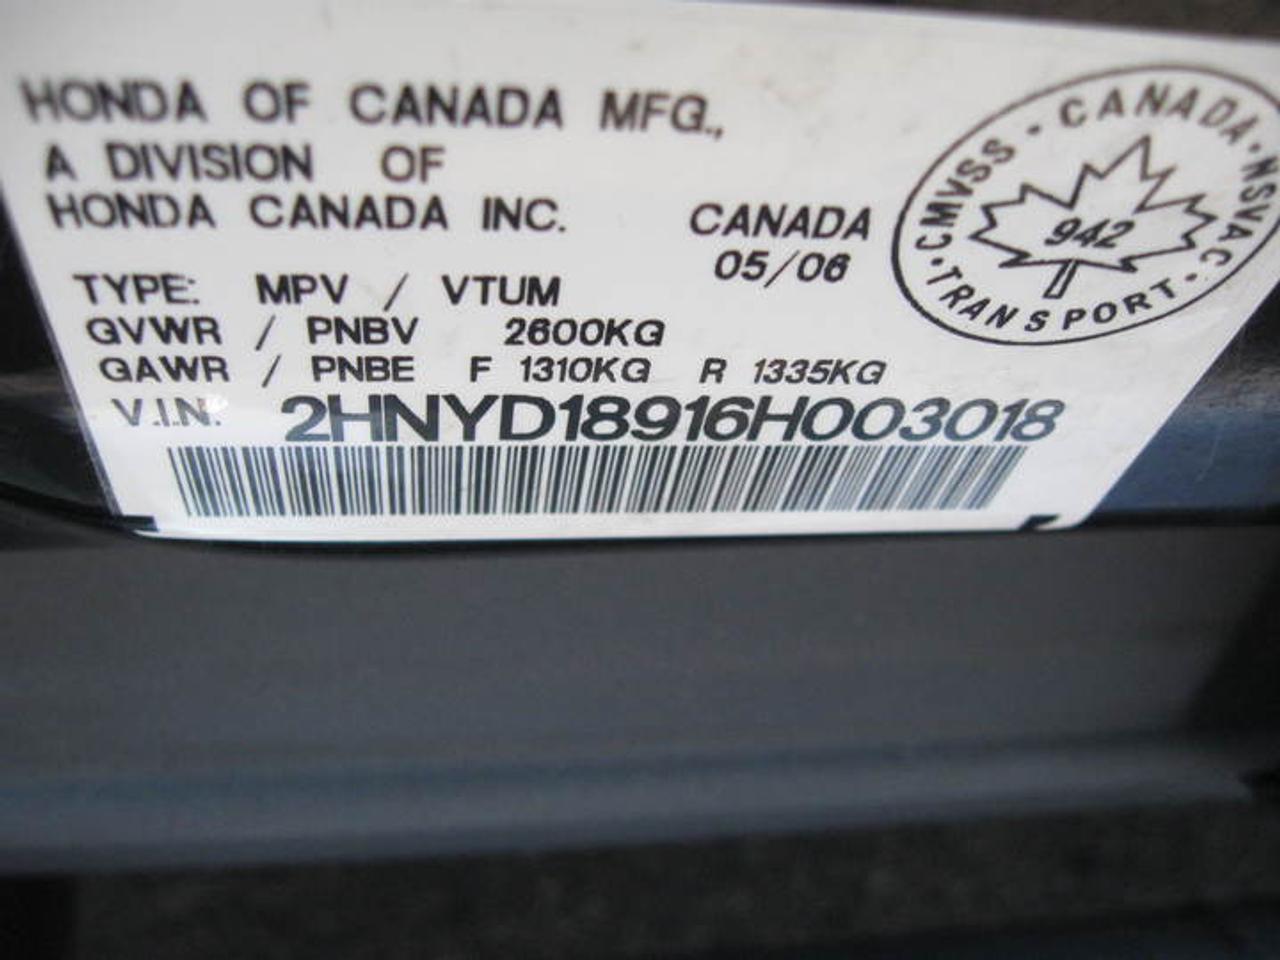 HONDA OF CANADA MFG.,
A DIVISION OF
HONDA CANADA INC.
CANADA
05/06
TYPE: MPV / VTUM
GVWR / PNBV 2600KG
GAWR / PNBE F 1310KG R 1335KG
V.I.N. 2HNYD18916H003018
CMVSS · CANADA · NSVAC · TRANSPORT ·
942